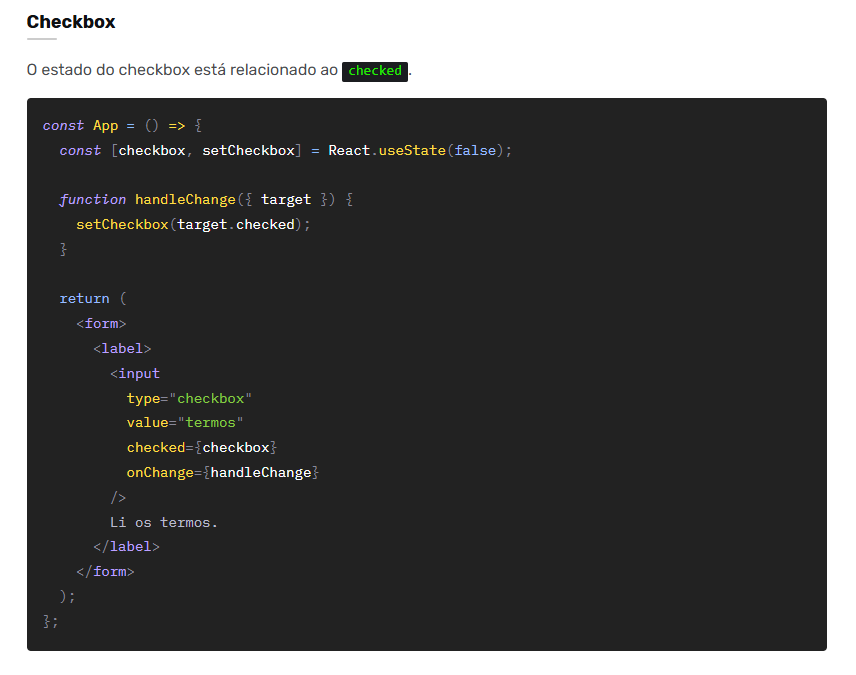 Checkbox
O estado do checkbox está relacionado ao checked.
const App = () => {
  const [checkbox, setCheckbox] = React.useState(false);

  function handleChange({ target }) {
    setCheckbox(target.checked);
  }

  return (
    <form>
      <label>
        <input
          type="checkbox"
          value="termos"
          checked={checkbox}
          onChange={handleChange}
        />
        Li os termos.
      </label>
    </form>
  );
};